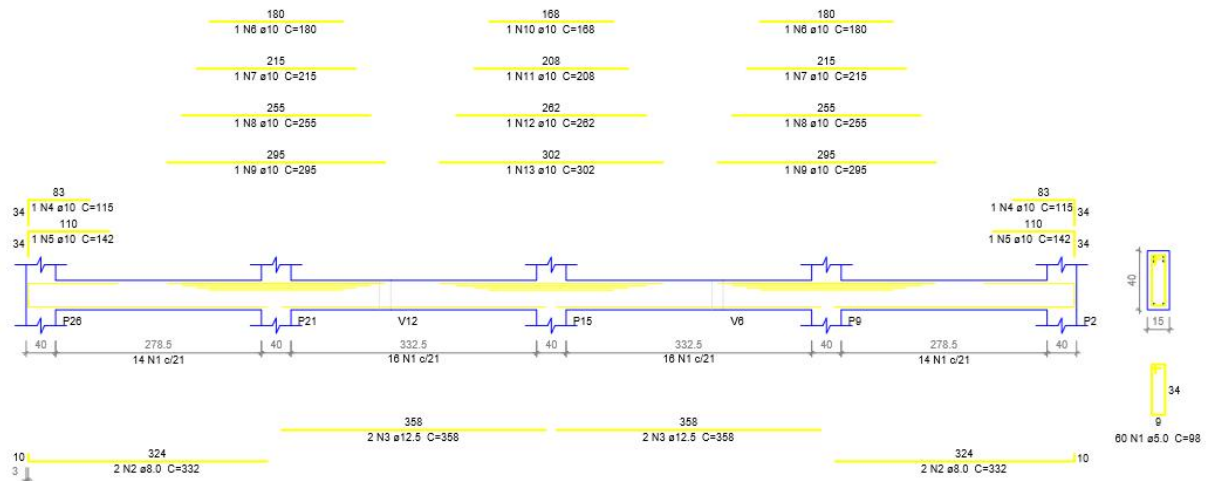 180 168 180
1 N6 ø10 C=180 1 N10 ø10 C=168 1 N6 ø10 C=180
215 208 215
1 N7 ø10 C=215 1 N11 ø10 C=208 1 N7 ø10 C=215
255 262 255
1 N8 ø10 C=255 1 N12 ø10 C=262 1 N8 ø10 C=255
295 302 295
1 N9 ø10 C=295 1 N13 ø10 C=302 1 N9 ø10 C=295
83 83
34 1 N4 ø10 C=115 1 N4 ø10 C=115 34
110 110
34 1 N5 ø10 C=142 1 N5 ø10 C=142 34
40
P26 P21 V12 P15 V6 P9 P2
15
40 278.5 40 332.5 40 332.5 40 278.5 40
14 N1 c/21 16 N1 c/21 16 N1 c/21 14 N1 c/21
34
9
60 N1 ø5.0 C=98
358 358
2 N3 ø12.5 C=358 2 N3 ø12.5 C=358
10 324 324 10
2 N2 ø8.0 C=332 2 N2 ø8.0 C=332
3